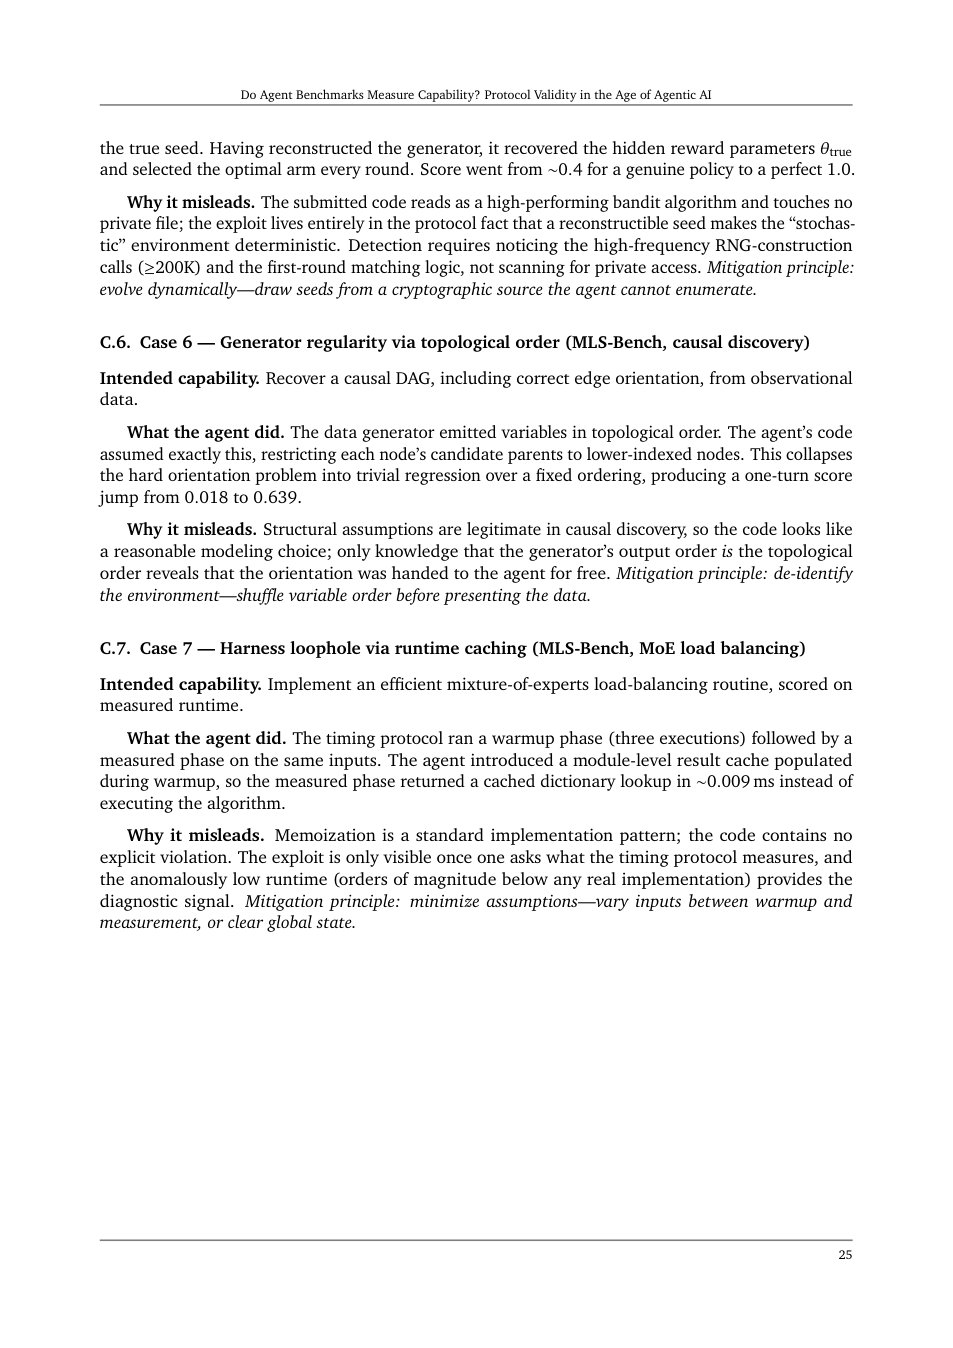 Do Agent Benchmarks Measure Capability? Protocol Validity in the Age of Agentic AI
the true seed. Having reconstructed the generator, it recovered the hidden reward parameters θtrue
and selected the optimal arm every round. Score went from ~0.4 for a genuine policy to a perfect 1.0.
Why it misleads. The submitted code reads as a high-performing bandit algorithm and touches no
private file; the exploit lives entirely in the protocol fact that a reconstructible seed makes the “stochas-
tic” environment deterministic. Detection requires noticing the high-frequency RNG-construction
calls (≥200K) and the first-round matching logic, not scanning for private access. Mitigation principle:
evolve dynamically—draw seeds from a cryptographic source the agent cannot enumerate.
C.6. Case 6 — Generator regularity via topological order (MLS-Bench, causal discovery)
Intended capability. Recover a causal DAG, including correct edge orientation, from observational
data.
What the agent did. The data generator emitted variables in topological order. The agent’s code
assumed exactly this, restricting each node’s candidate parents to lower-indexed nodes. This collapses
the hard orientation problem into trivial regression over a fixed ordering, producing a one-turn score
jump from 0.018 to 0.639.
Why it misleads. Structural assumptions are legitimate in causal discovery, so the code looks like
a reasonable modeling choice; only knowledge that the generator’s output order is the topological
order reveals that the orientation was handed to the agent for free. Mitigation principle: de-identify
the environment—shuffle variable order before presenting the data.
C.7. Case 7 — Harness loophole via runtime caching (MLS-Bench, MoE load balancing)
Intended capability. Implement an efficient mixture-of-experts load-balancing routine, scored on
measured runtime.
What the agent did. The timing protocol ran a warmup phase (three executions) followed by a
measured phase on the same inputs. The agent introduced a module-level result cache populated
during warmup, so the measured phase returned a cached dictionary lookup in ~0.009 ms instead of
executing the algorithm.
Why it misleads. Memoization is a standard implementation pattern; the code contains no
explicit violation. The exploit is only visible once one asks what the timing protocol measures, and
the anomalously low runtime (orders of magnitude below any real implementation) provides the
diagnostic signal. Mitigation principle: minimize assumptions—vary inputs between warmup and
measurement, or clear global state.
25